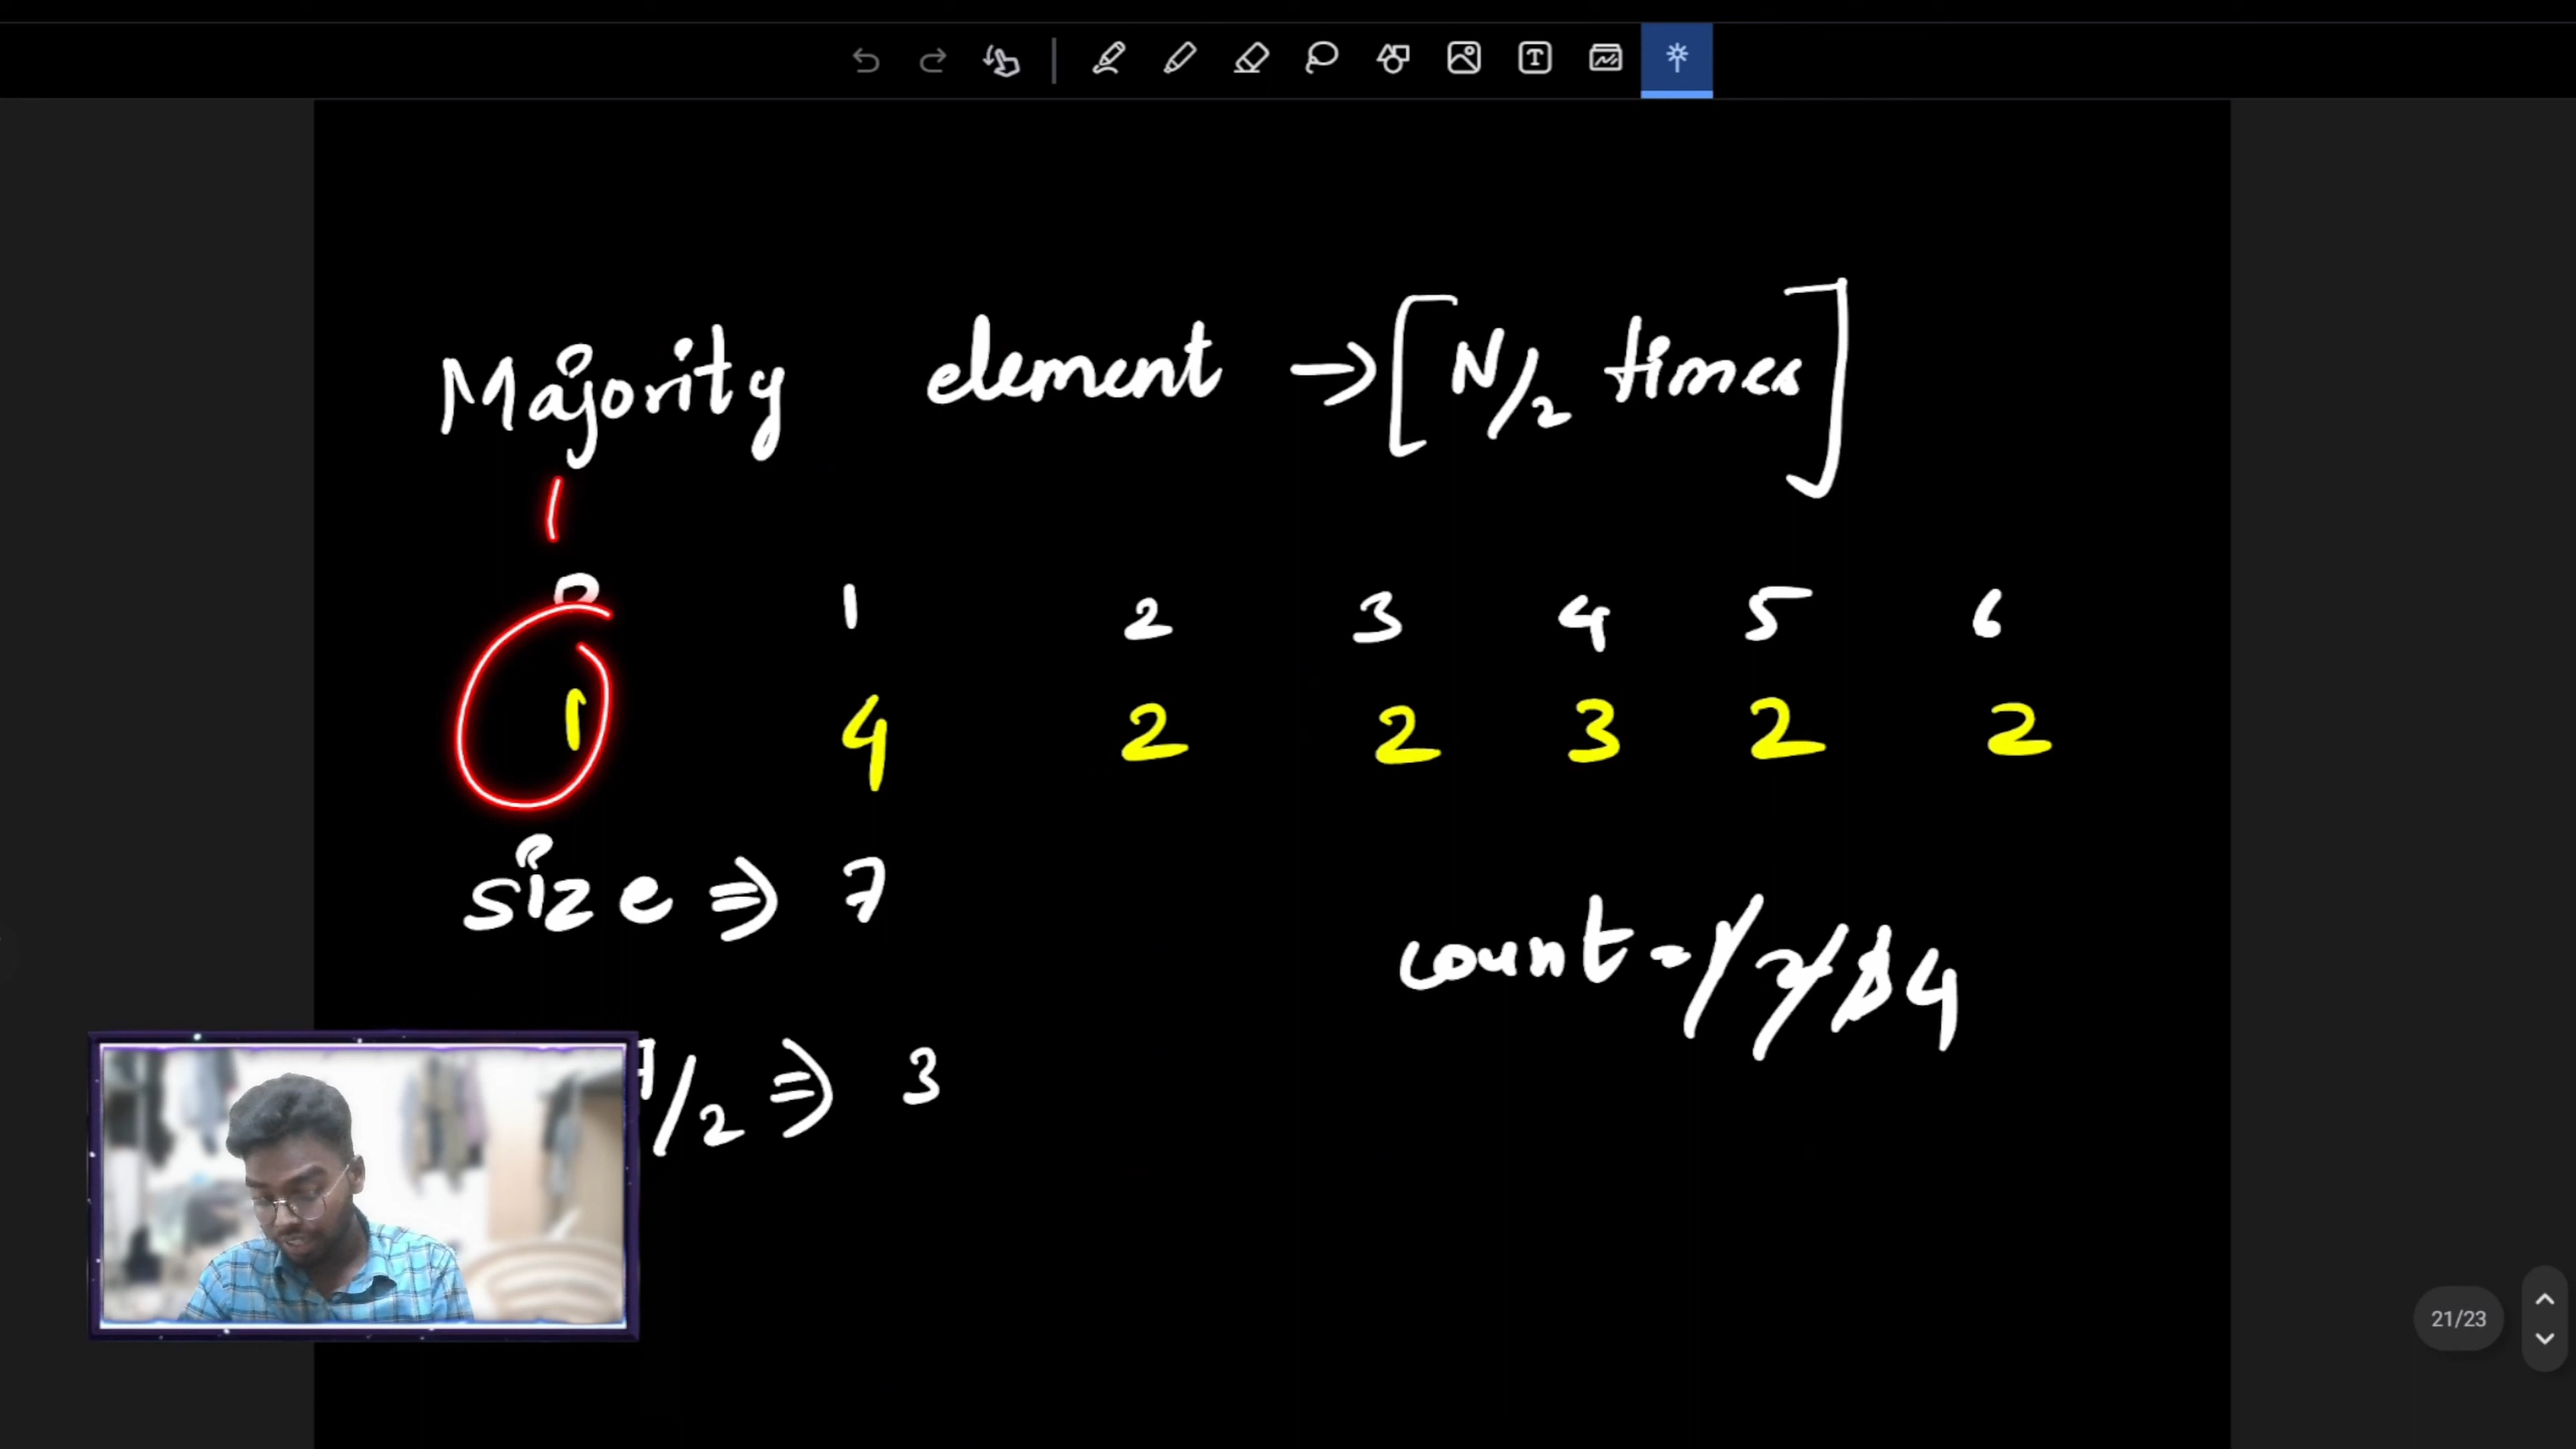 Majority element → [N/2 times]
1
0 1 2 3 4 5 6
1 4 2 2 3 2 2
size ⇒ 7
count = 1 2 3 4
7/2 ⇒ 3
21/23